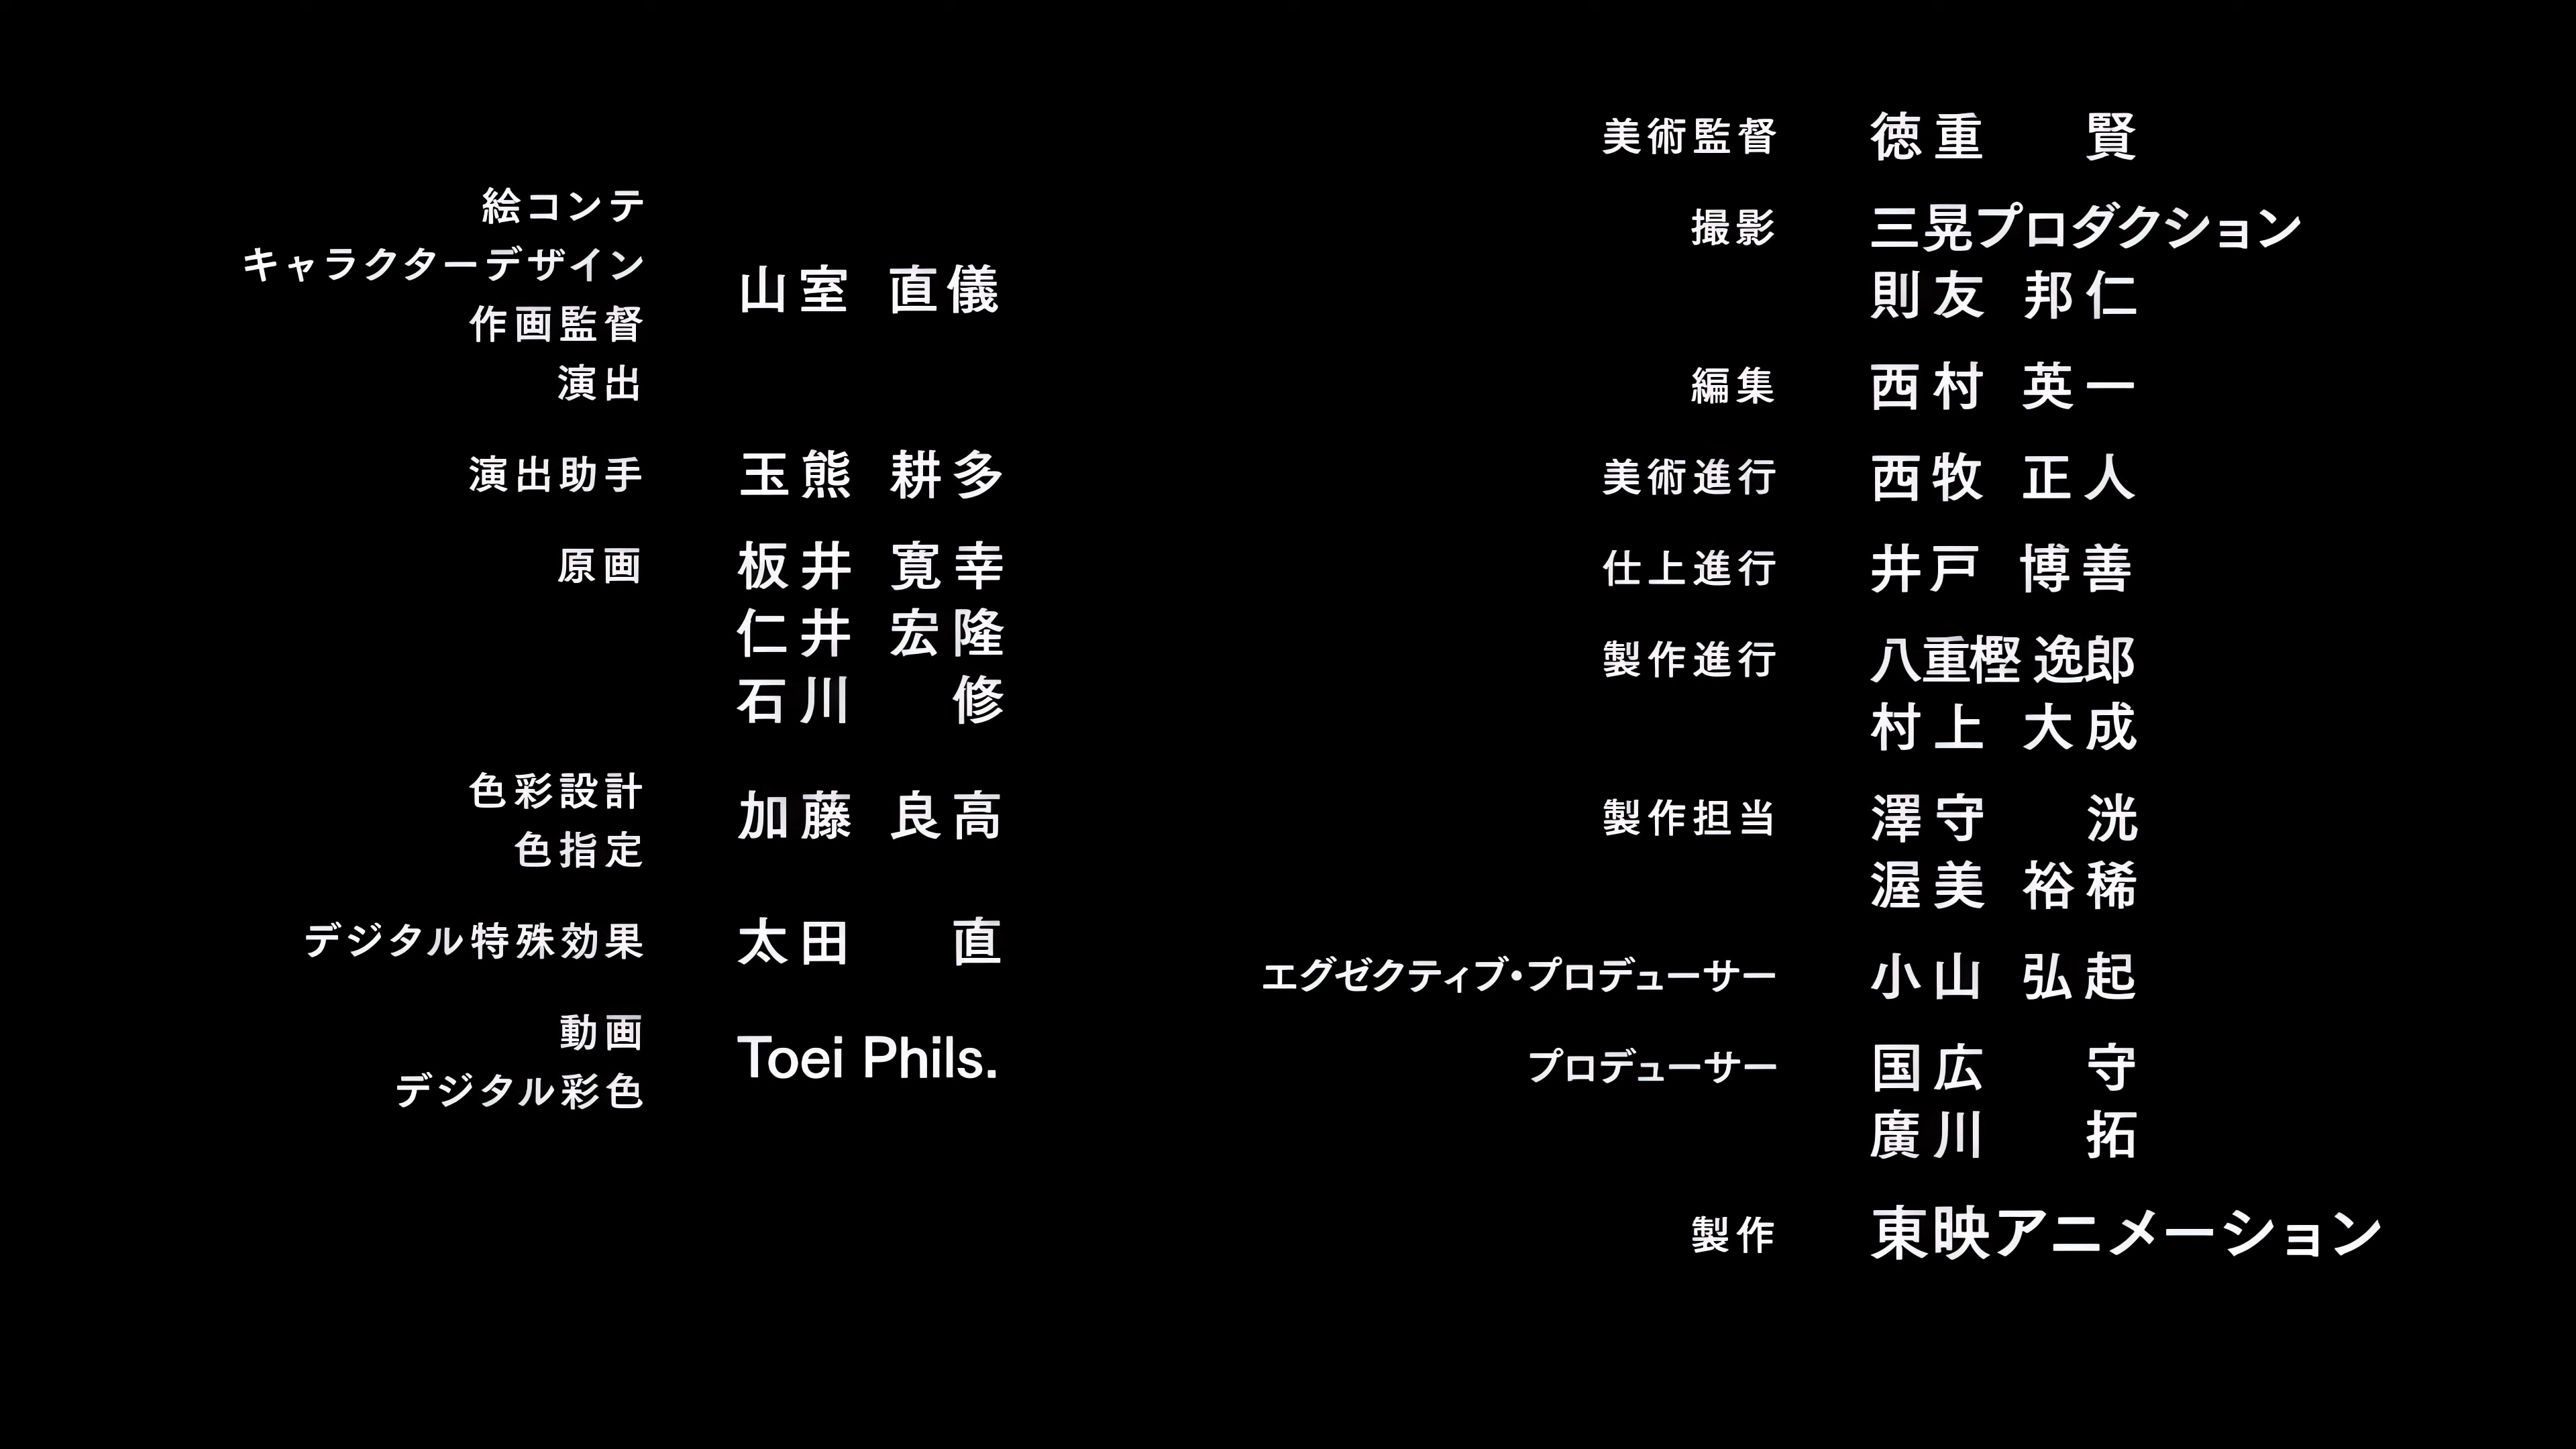 絵コンテ
キャラクターデザイン
作画監督
演出
山室 直儀
演出助手 玉熊 耕多
原画 板井 寛幸
仁井 宏隆
石川 修
色彩設計
色指定
加藤 良高
デジタル特殊効果 太田 直
動画
デジタル彩色
Toei Phils.
美術監督 徳重 賢
撮影 三晃プロダクション
則友 邦仁
編集 西村 英一
美術進行 西牧 正人
仕上進行 井戸 博善
製作進行 八重樫 逸郎
村上 大成
製作担当 澤守 洸
渥美 裕稀
エグゼクティブ・プロデューサー 小山 弘起
プロデューサー 国広 守
廣川 拓
製作 東映アニメーション